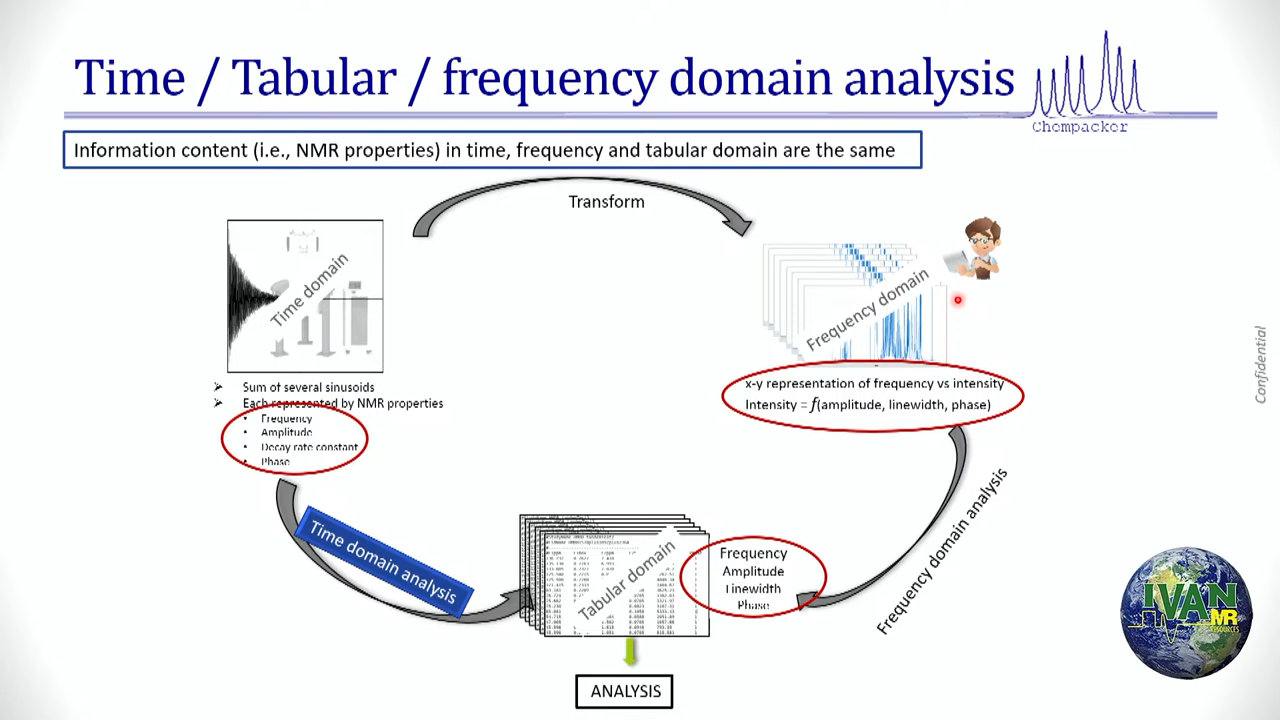 Time / Tabular / frequency domain analysis
Chempacker
Information content (i.e., NMR properties) in time, frequency and tabular domain are the same
Transform
Time domain
Frequency domain
Sum of several sinusoids
Each represented by NMR properties
Frequency
Amplitude
Decay rate constant
Phase
x-y representation of frequency vs intensity
Intensity = f(amplitude, linewidth, phase)
Time domain analysis
Tabular domain
Frequency
Amplitude
Linewidth
Phase
Frequency domain analysis
ANALYSIS
Confidential
IVAN
MR
RESOURCES